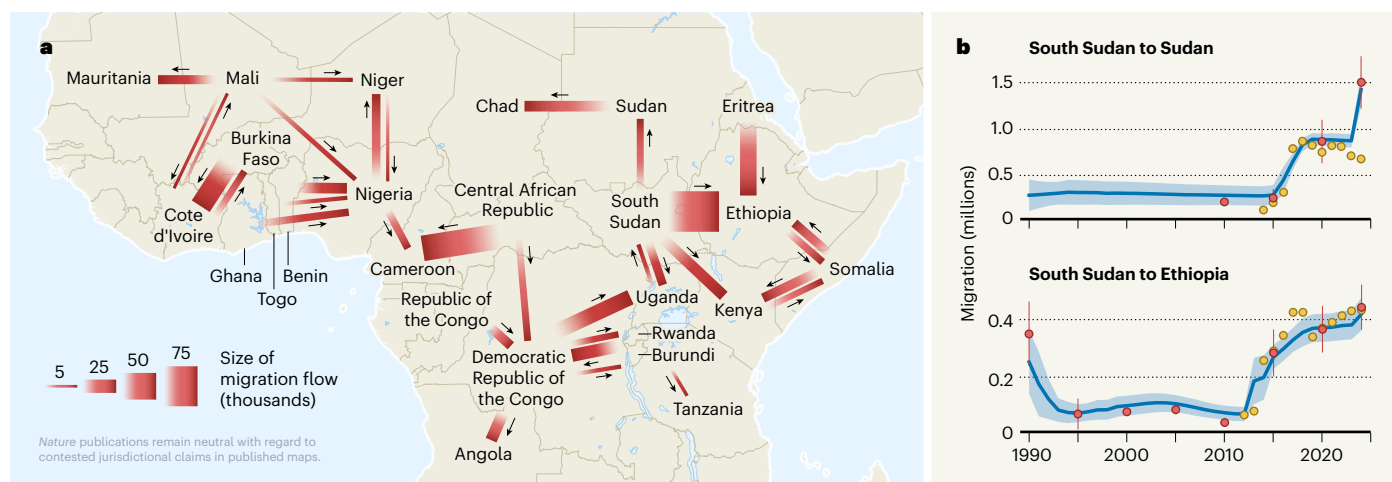 a
Mauritania
Mali
Niger
Burkina
Faso
Chad
Sudan
Eritrea
Nigeria
Central African
Republic
South
Sudan
Ethiopia
Cote
d'Ivoire
Ghana
Togo
Benin
Cameroon
Somalia
Republic of
the Congo
Uganda
Kenya
Rwanda
Burundi
Democratic
Republic of
the Congo
Tanzania
Angola
5
25
50
75
Size of
migration flow
(thousands)
Nature publications remain neutral with regard to
contested jurisdictional claims in published maps.
b
South Sudan to Sudan
1.5
1.0
0.5
0
Migration (millions)
South Sudan to Ethiopia
0.4
0.2
0
1990
2000
2010
2020